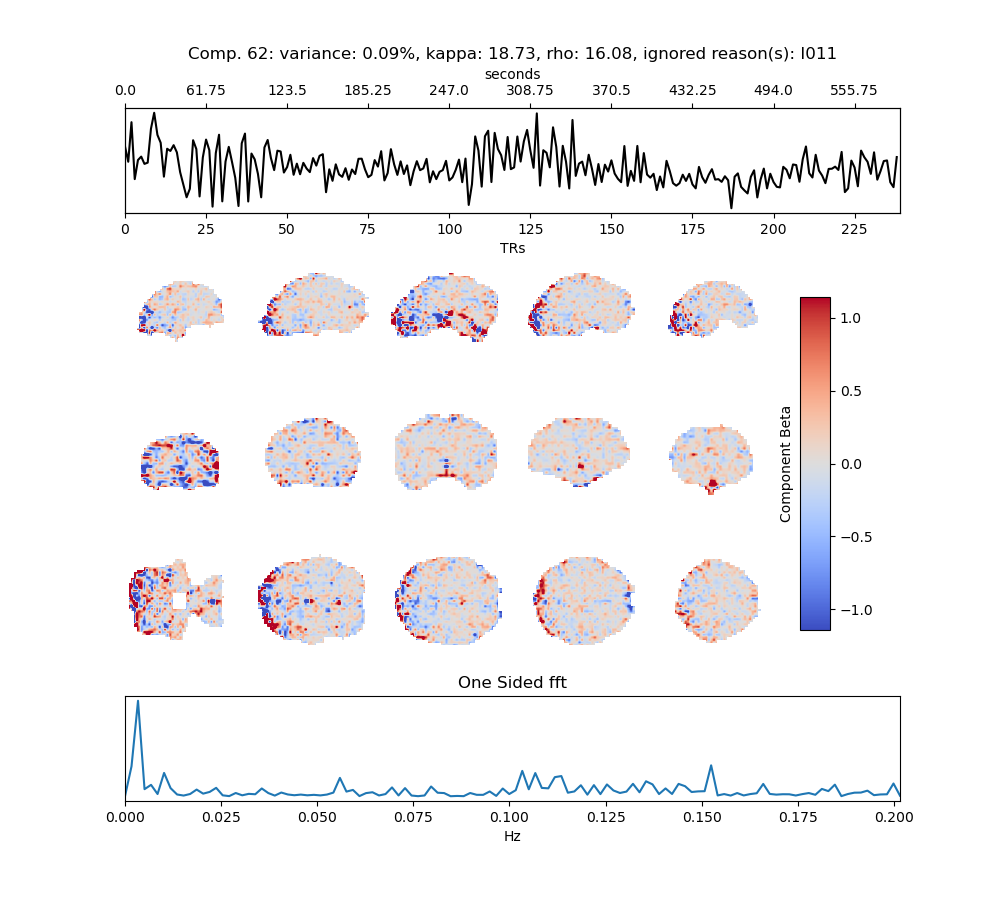 Comp. 62: variance: 0.09%, kappa: 18.73, rho: 16.08, ignored reason(s): I011
seconds
0.0 61.75 123.5 185.25 247.0 308.75 370.5 432.25 494.0 555.75
0 25 50 75 100 125 150 175 200 225
TRs
1.0
0.5
0.0
−0.5
−1.0
Component Beta
One Sided fft
0.000 0.025 0.050 0.075 0.100 0.125 0.150 0.175 0.200
Hz